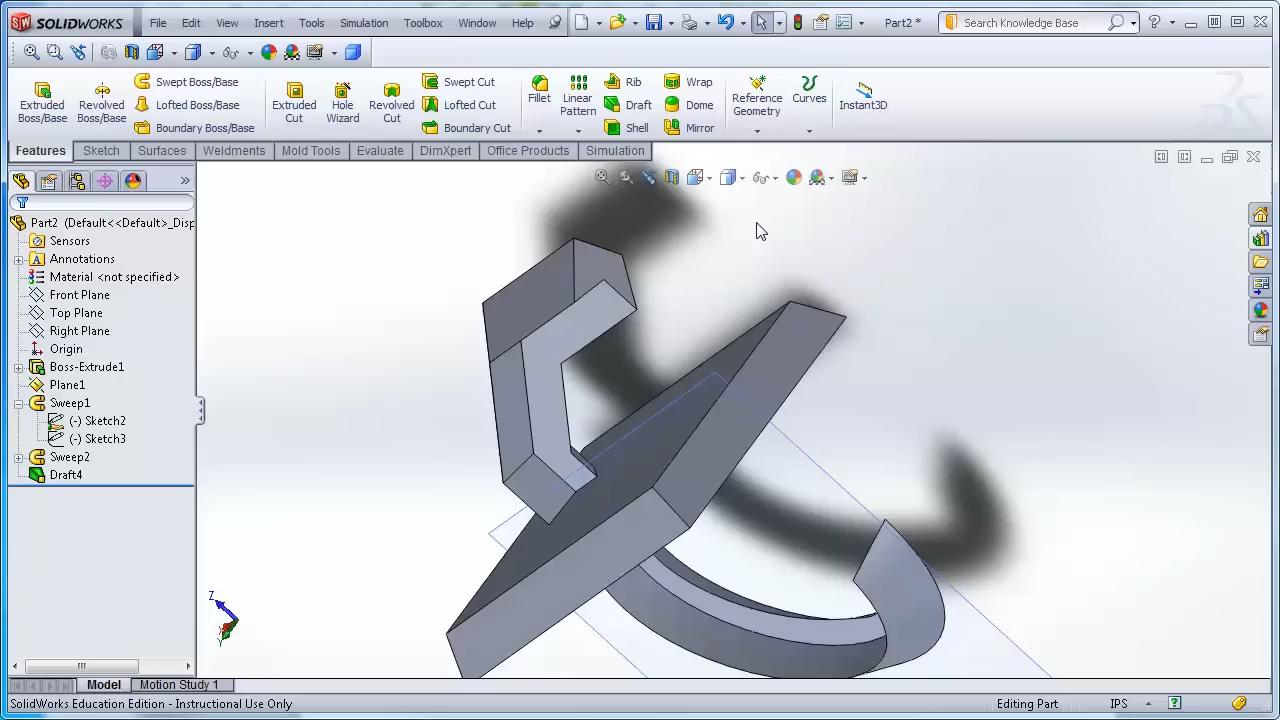 SOLIDWORKS File Edit View Insert Tools Simulation Toolbox Window Help Part2 * Search Knowledge Base
Extruded Boss/Base
Revolved Boss/Base
Swept Boss/Base
Lofted Boss/Base
Boundary Boss/Base
Extruded Cut
Hole Wizard
Revolved Cut
Swept Cut
Lofted Cut
Boundary Cut
Fillet
Linear Pattern
Rib
Draft
Shell
Wrap
Dome
Mirror
Reference Geometry
Curves
Instant3D
Features Sketch Surfaces Weldments Mold Tools Evaluate DimXpert Office Products Simulation
Part2 (Default<<Default>_Disp
Sensors
Annotations
Material <not specified>
Front Plane
Top Plane
Right Plane
Origin
Boss-Extrude1
Plane1
Sweep1
(-) Sketch2
(-) Sketch3
Sweep2
Draft4
Z
Model Motion Study 1
SolidWorks Education Edition - Instructional Use Only Editing Part IPS